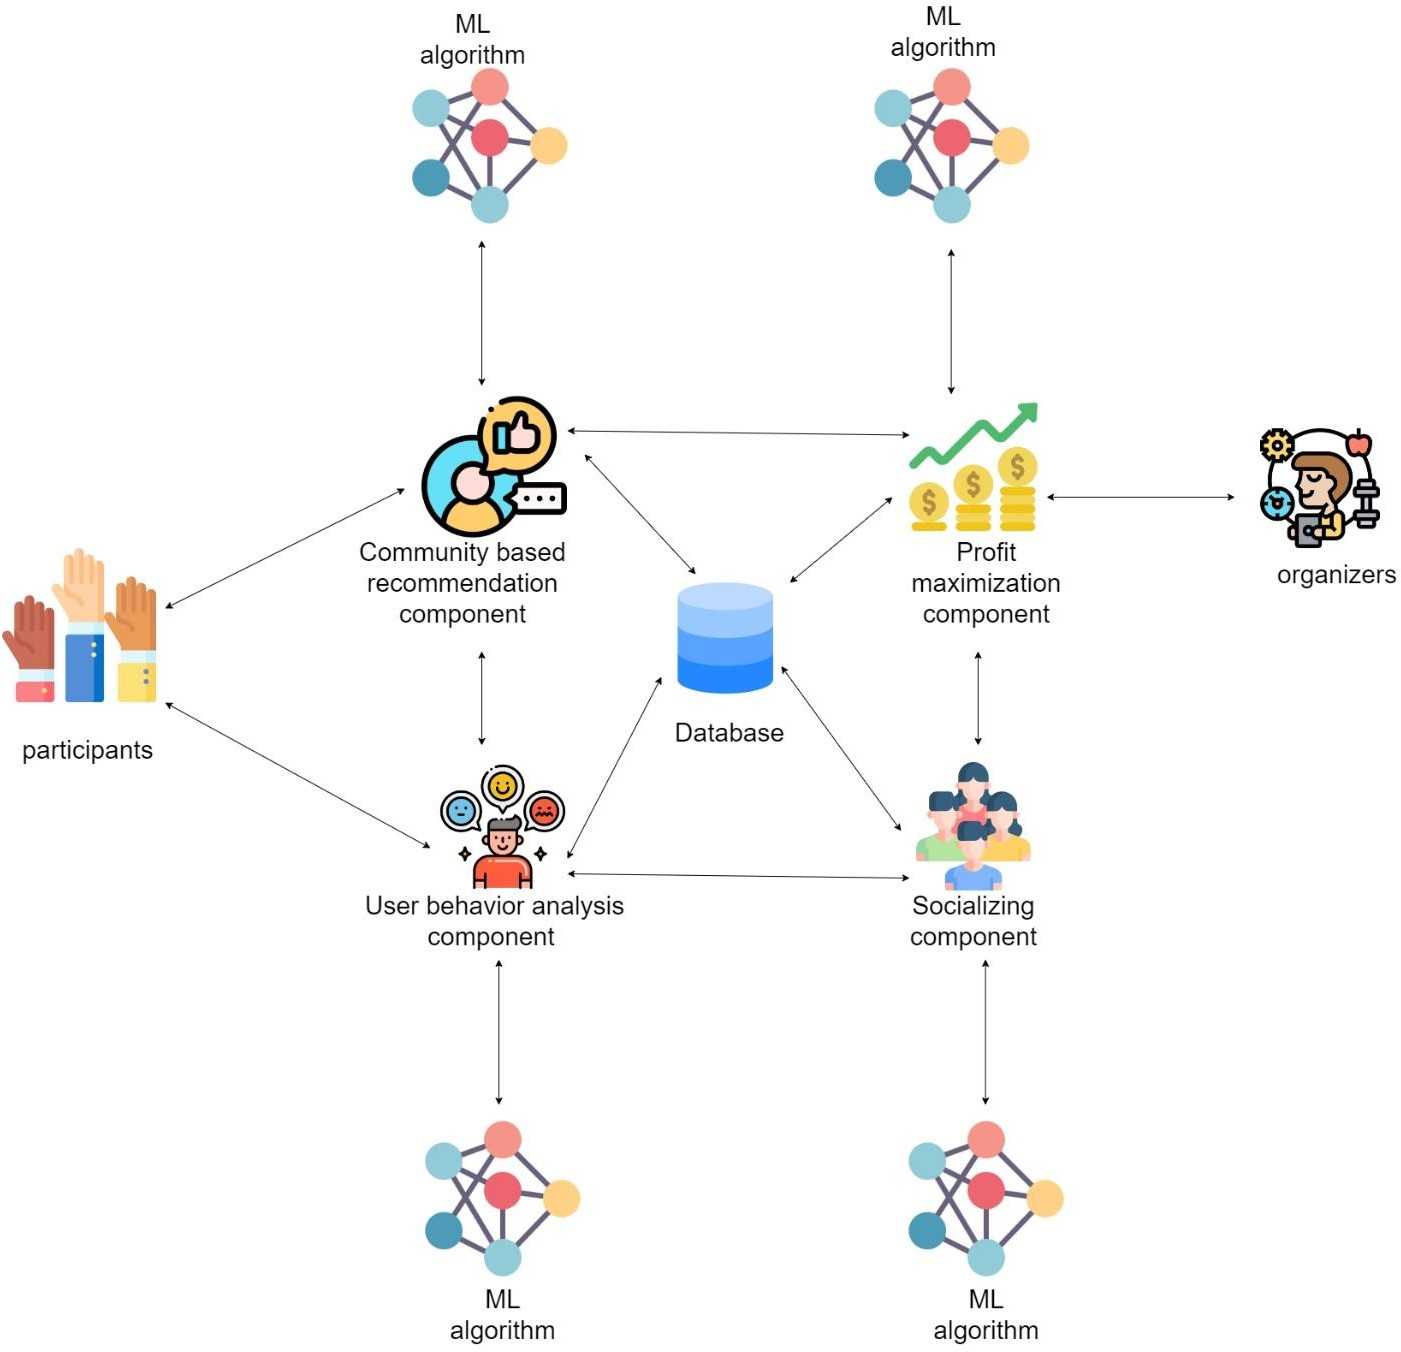 ML
algorithm
ML
algorithm
Community based
recommendation
component
Profit
maximization
component
organizers
participants
Database
User behavior analysis
component
Socializing
component
ML
algorithm
ML
algorithm